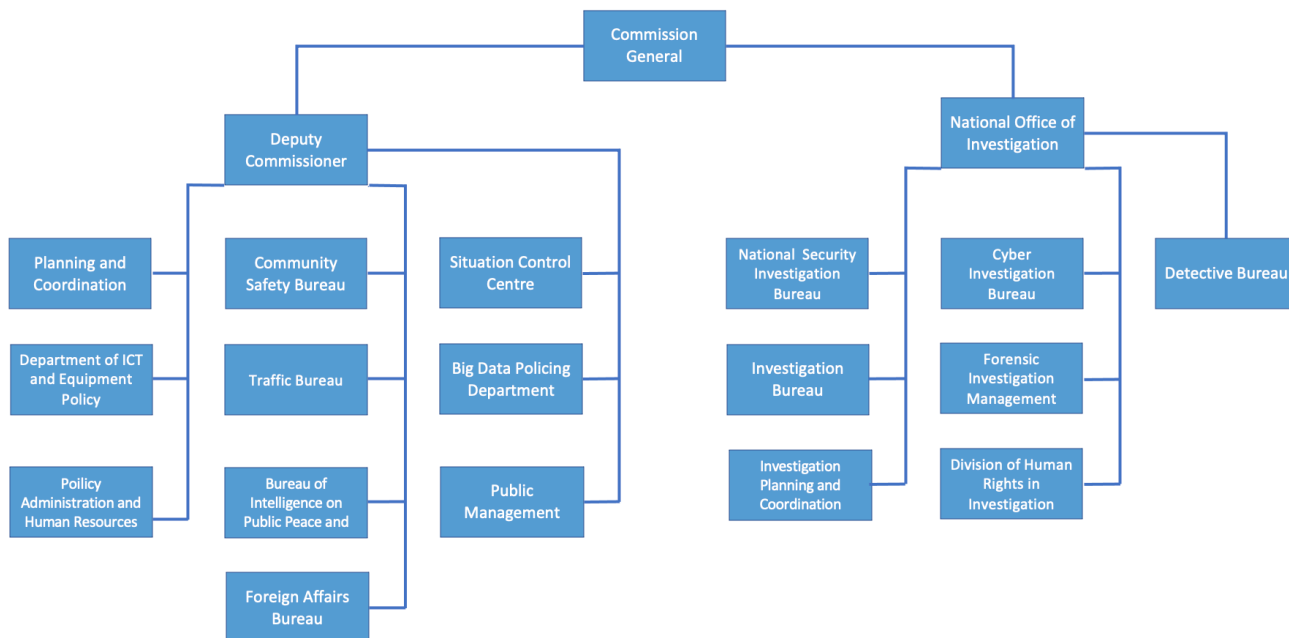 Commission
General
Deputy
Commissioner
National Office of
Investigation
Planning and
Coordination
Community
Safety Bureau
Situation Control
Centre
National Security
Investigation
Bureau
Cyber
Investigation
Bureau
Detective Bureau
Department of ICT
and Equipment
Policy
Traffic Bureau
Big Data Policing
Department
Investigation
Bureau
Forensic
Investigation
Management
Poilicy
Administration and
Human Resources
Bureau of
Intelligence on
Public Peace and
Public
Management
Investigation
Planning and
Coordination
Division of Human
Rights in
Investigation
Foreign Affairs
Bureau